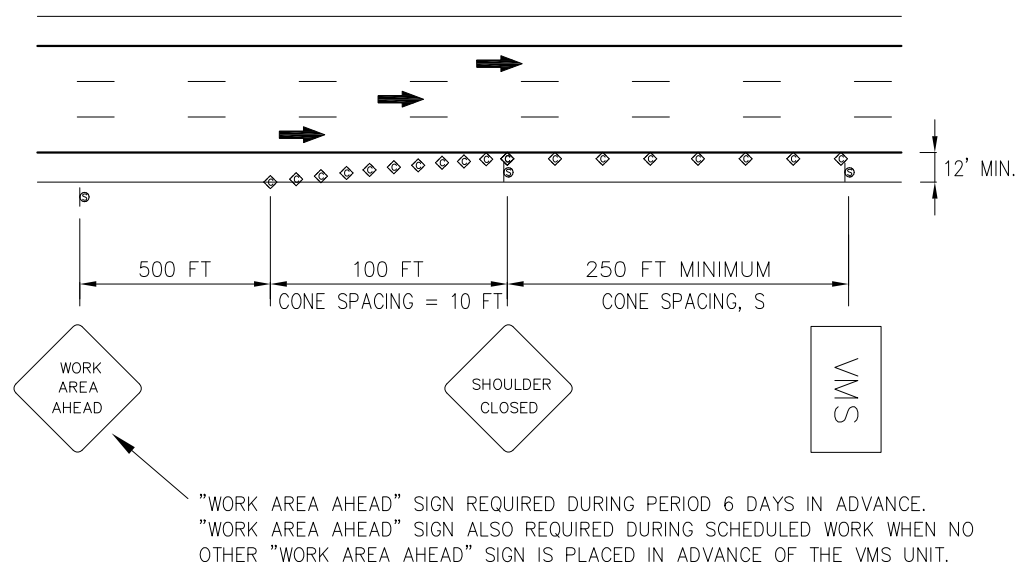 C C C C C C C C C C C C C C C C C C
S S S
12' MIN.
500 FT
100 FT
250 FT MINIMUM
CONE SPACING = 10 FT
CONE SPACING, S
WORK
AREA
AHEAD
SHOULDER
CLOSED
VMS
"WORK AREA AHEAD" SIGN REQUIRED DURING PERIOD 6 DAYS IN ADVANCE.
"WORK AREA AHEAD" SIGN ALSO REQUIRED DURING SCHEDULED WORK WHEN NO
OTHER "WORK AREA AHEAD" SIGN IS PLACED IN ADVANCE OF THE VMS UNIT.